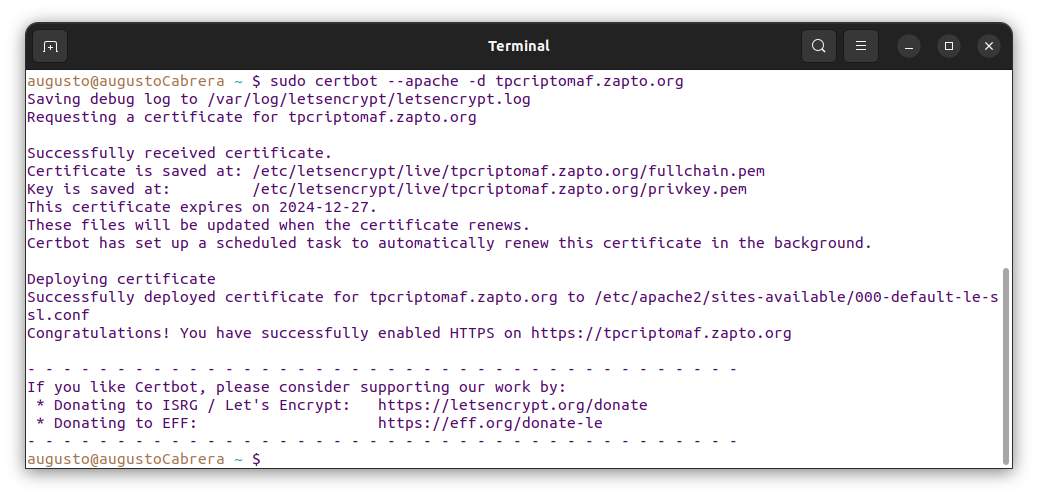 Terminal
augusto@augustoCabrera ~ $ sudo certbot --apache -d tpcriptomaf.zapto.org
Saving debug log to /var/log/letsencrypt/letsencrypt.log
Requesting a certificate for tpcriptomaf.zapto.org

Successfully received certificate.
Certificate is saved at: /etc/letsencrypt/live/tpcriptomaf.zapto.org/fullchain.pem
Key is saved at:         /etc/letsencrypt/live/tpcriptomaf.zapto.org/privkey.pem
This certificate expires on 2024-12-27.
These files will be updated when the certificate renews.
Certbot has set up a scheduled task to automatically renew this certificate in the background.

Deploying certificate
Successfully deployed certificate for tpcriptomaf.zapto.org to /etc/apache2/sites-available/000-default-le-s
sl.conf
Congratulations! You have successfully enabled HTTPS on https://tpcriptomaf.zapto.org

- - - - - - - - - - - - - - - - - - - - - - - - - - - - - - - - - - - - - - - -
If you like Certbot, please consider supporting our work by:
 * Donating to ISRG / Let's Encrypt:   https://letsencrypt.org/donate
 * Donating to EFF:                    https://eff.org/donate-le
- - - - - - - - - - - - - - - - - - - - - - - - - - - - - - - - - - - - - - - -
augusto@augustoCabrera ~ $